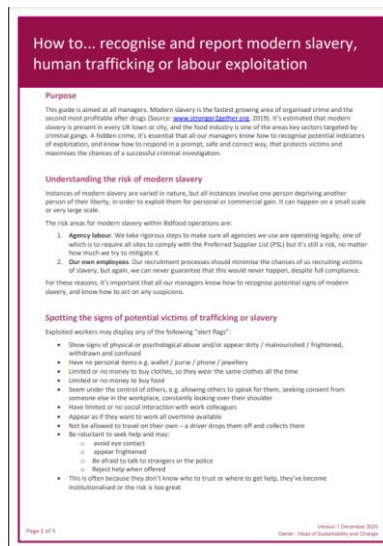 How to... recognise and report modern slavery,
human trafficking or labour exploitation
Purpose
This guide is aimed at all managers. Modern slavery is the fastest growing area of organised crime and the
second most profitable after drugs (Source: www.stronger2gether.org, 2019). It's estimated that modern
slavery is present in every UK town or city, and the food industry is one of the areas key sectors targeted by
criminal gangs. A hidden crime, it's essential that all our managers know how to recognise potential indicators
of exploitation, and know how to respond in a prompt, safe and correct way, that protects victims and
maximises the chances of a successful criminal investigation.
Understanding the risk of modern slavery
Instances of modern slavery are varied in nature, but all instances involve one person depriving another
person of their liberty, in order to exploit them for personal or commercial gain. It can happen on a small scale
or very large scale.
The risk areas for modern slavery within Bidfood operations are:
1. Agency labour. We take rigorous steps to make sure all agencies we use are operating legally, one of
which is to require all sites to comply with the Preferred Supplier List (PSL) but it's still a risk, no matter
how much we try to mitigate it.
2. Our own employees. Our recruitment processes should minimise the chances of us recruiting victims
of slavery, but again, we can never guarantee that this would never happen, despite full compliance.
For these reasons, it's important that all our managers know how to recognise potential signs of modern
slavery, and know how to act on any suspicions.
Spotting the signs of potential victims of trafficking or slavery
Exploited workers may display any of the following "alert flags":
• Show signs of physical or psychological abuse and/or appear dirty / malnourished / frightened,
withdrawn and confused
• Have no personal items e.g. wallet / purse / phone / jewellery
• Limited or no money to buy clothes, so they wear the same clothes all the time
• Limited or no money to buy food
• Seem under the control of others, e.g. allowing others to speak for them, seeking consent from
someone else in the workplace, constantly looking over their shoulder
• Have limited or no social interaction with work colleagues
• Appear as if they want to work all overtime available
• Not be allowed to travel on their own – a driver drops them off and collects them
• Be reluctant to seek help and may:
o avoid eye contact
o appear frightened
o Be afraid to talk to strangers or the police
o Reject help when offered
• This is often because they don't know who to trust or where to get help, they've become
institutionalised or the risk is too great
Page 1 of 5
Version 1 December 2020
Owner: Head of Sustainability and Change